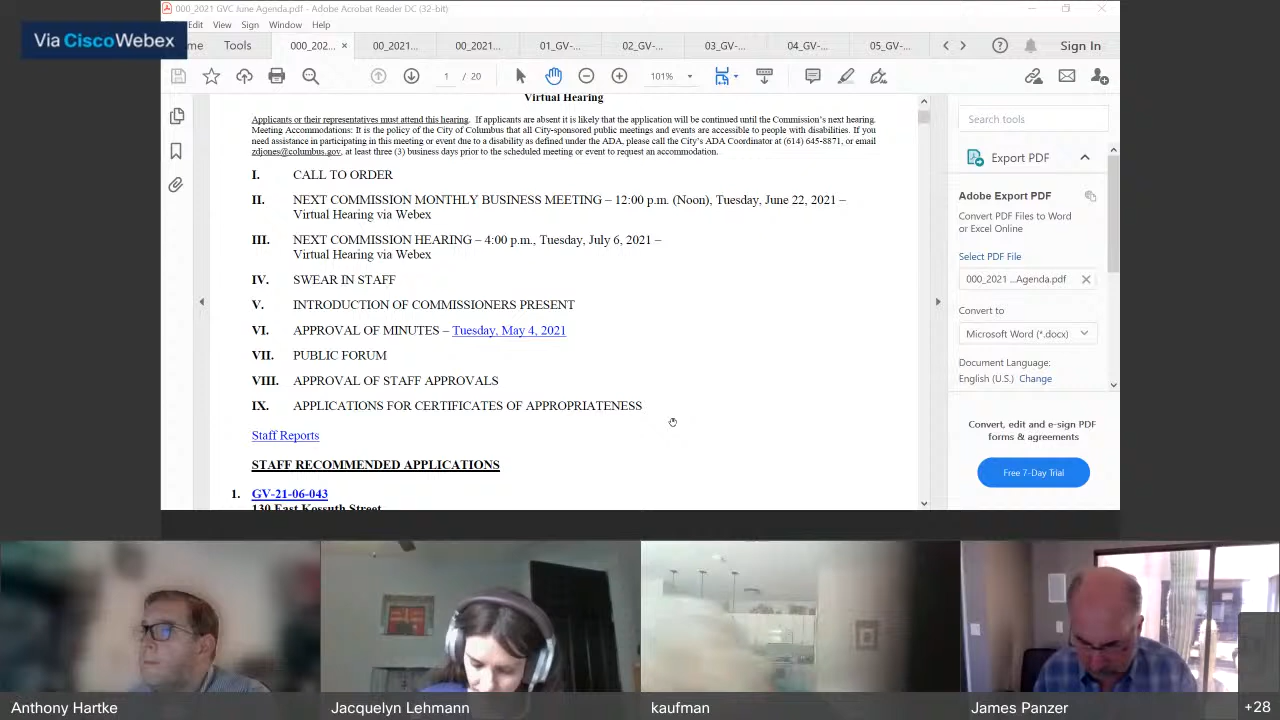 000_2021 GVC June Agenda.pdf - Adobe Acrobat Reader DC (32-bit)
Edit View Sign Window Help
Via Cisco Webex
me Tools 000_202... × 00_2021... 00_2021... 01_GV-... 02_GV-... 03_GV-... 04_GV-... 05_GV-... Sign In
1 / 20 101%
Virtual Hearing
Applicants or their representatives must attend this hearing. If applicants are absent it is likely that the application will be continued until the Commission's next hearing.
Meeting Accommodations: It is the policy of the City of Columbus that all City-sponsored public meetings and events are accessible to people with disabilities. If you
need assistance in participating in this meeting or event due to a disability as defined under the ADA, please call the City's ADA Coordinator at (614) 645-8871, or email
zdjones@columbus.gov, at least three (3) business days prior to the scheduled meeting or event to request an accommodation.
I. CALL TO ORDER
II. NEXT COMMISSION MONTHLY BUSINESS MEETING – 12:00 p.m. (Noon), Tuesday, June 22, 2021 –
Virtual Hearing via Webex
III. NEXT COMMISSION HEARING – 4:00 p.m., Tuesday, July 6, 2021 –
Virtual Hearing via Webex
IV. SWEAR IN STAFF
V. INTRODUCTION OF COMMISSIONERS PRESENT
VI. APPROVAL OF MINUTES – Tuesday, May 4, 2021
VII. PUBLIC FORUM
VIII. APPROVAL OF STAFF APPROVALS
IX. APPLICATIONS FOR CERTIFICATES OF APPROPRIATENESS
Staff Reports
STAFF RECOMMENDED APPLICATIONS
1. GV-21-06-043
130 East Kossuth Street
Search tools
Export PDF
Adobe Export PDF
Convert PDF Files to Word
or Excel Online
Select PDF File
000_2021 ...Agenda.pdf
Convert to
Microsoft Word (*.docx)
Document Language:
English (U.S.) Change
Convert, edit and e-sign PDF
forms & agreements
Free 7-Day Trial
Anthony Hartke
Jacquelyn Lehmann
kaufman
James Panzer
+28